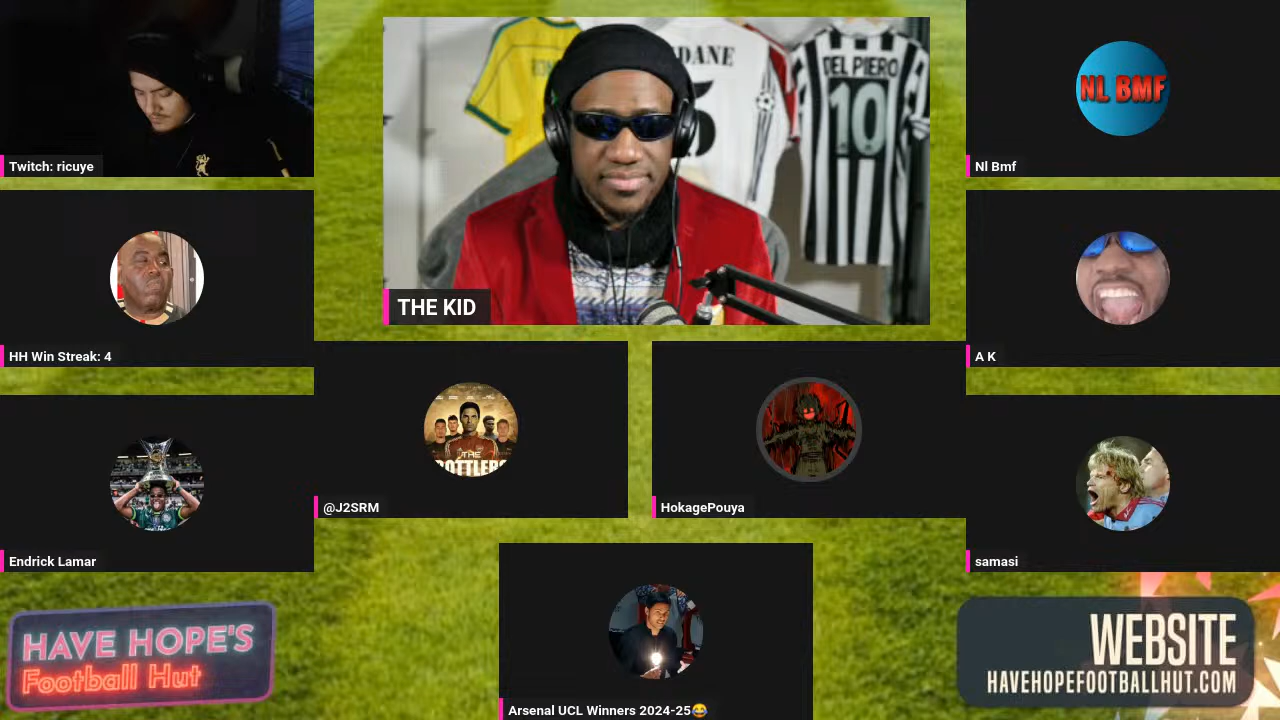 DANE
DEL PIERO
10
NL BMF
Twitch: ricuye
THE KID
Nl Bmf
HH Win Streak: 4
A K
THE
BOTTLERS
@J2SRM
HokagePouya
Endrick Lamar
samasi
HAVE HOPE'S
Football Hut
Arsenal UCL Winners 2024-25😂
WEBSITE
HAVEHOPEFOOTBALLHUT.COM